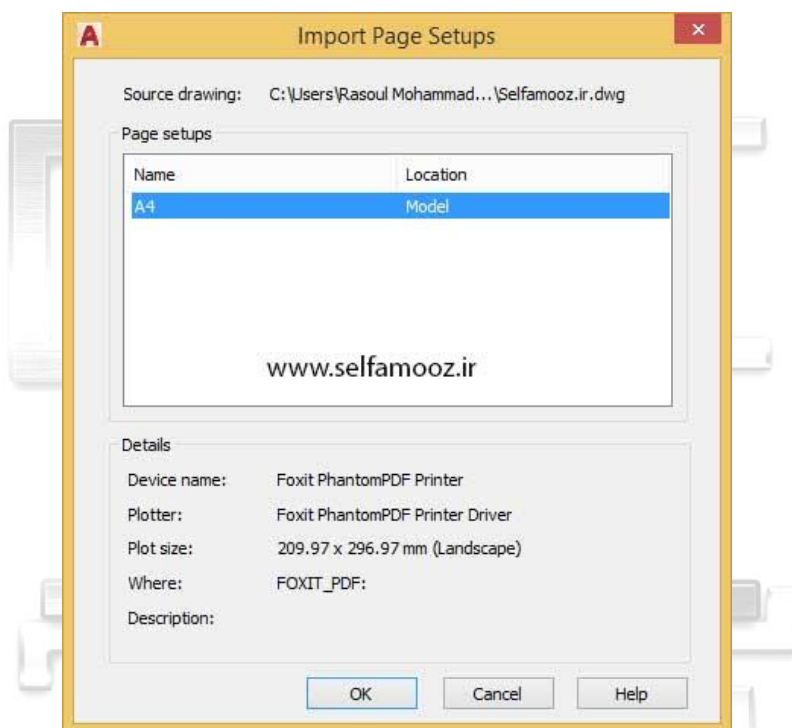 Import Page Setups
Source drawing: C:\Users\Rasoul Mohammad...\Selfamooz.ir.dwg
Page setups
Name Location
A4 Model
www.selfamooz.ir
Details
Device name: Foxit PhantomPDF Printer
Plotter: Foxit PhantomPDF Printer Driver
Plot size: 209.97 x 296.97 mm (Landscape)
Where: FOXIT_PDF:
Description:
OK Cancel Help